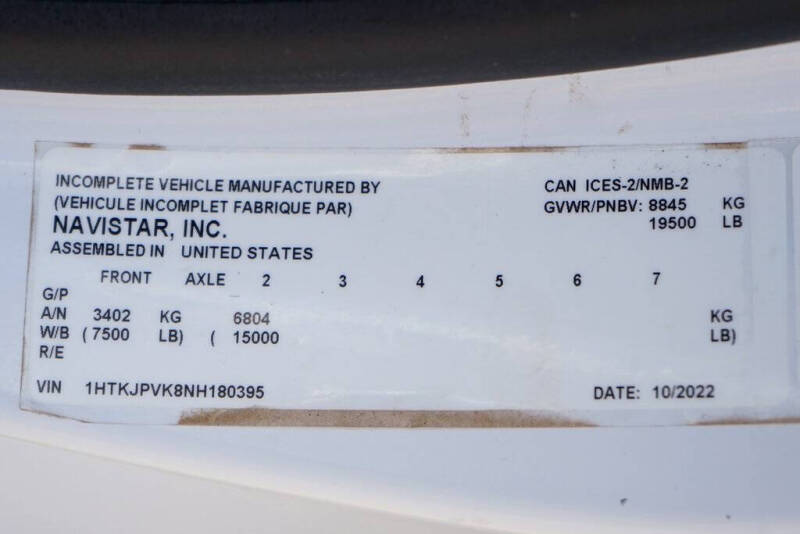 INCOMPLETE VEHICLE MANUFACTURED BY
(VEHICULE INCOMPLET FABRIQUE PAR)
NAVISTAR, INC.
ASSEMBLED IN UNITED STATES
CAN ICES-2/NMB-2
GVWR/PNBV: 8845 KG
19500 LB
FRONT AXLE 2 3 4 5 6 7
G/P
A/N 3402 KG 6804 KG
W/B ( 7500 LB) ( 15000 LB)
R/E
VIN 1HTKJPVK8NH180395 DATE: 10/2022